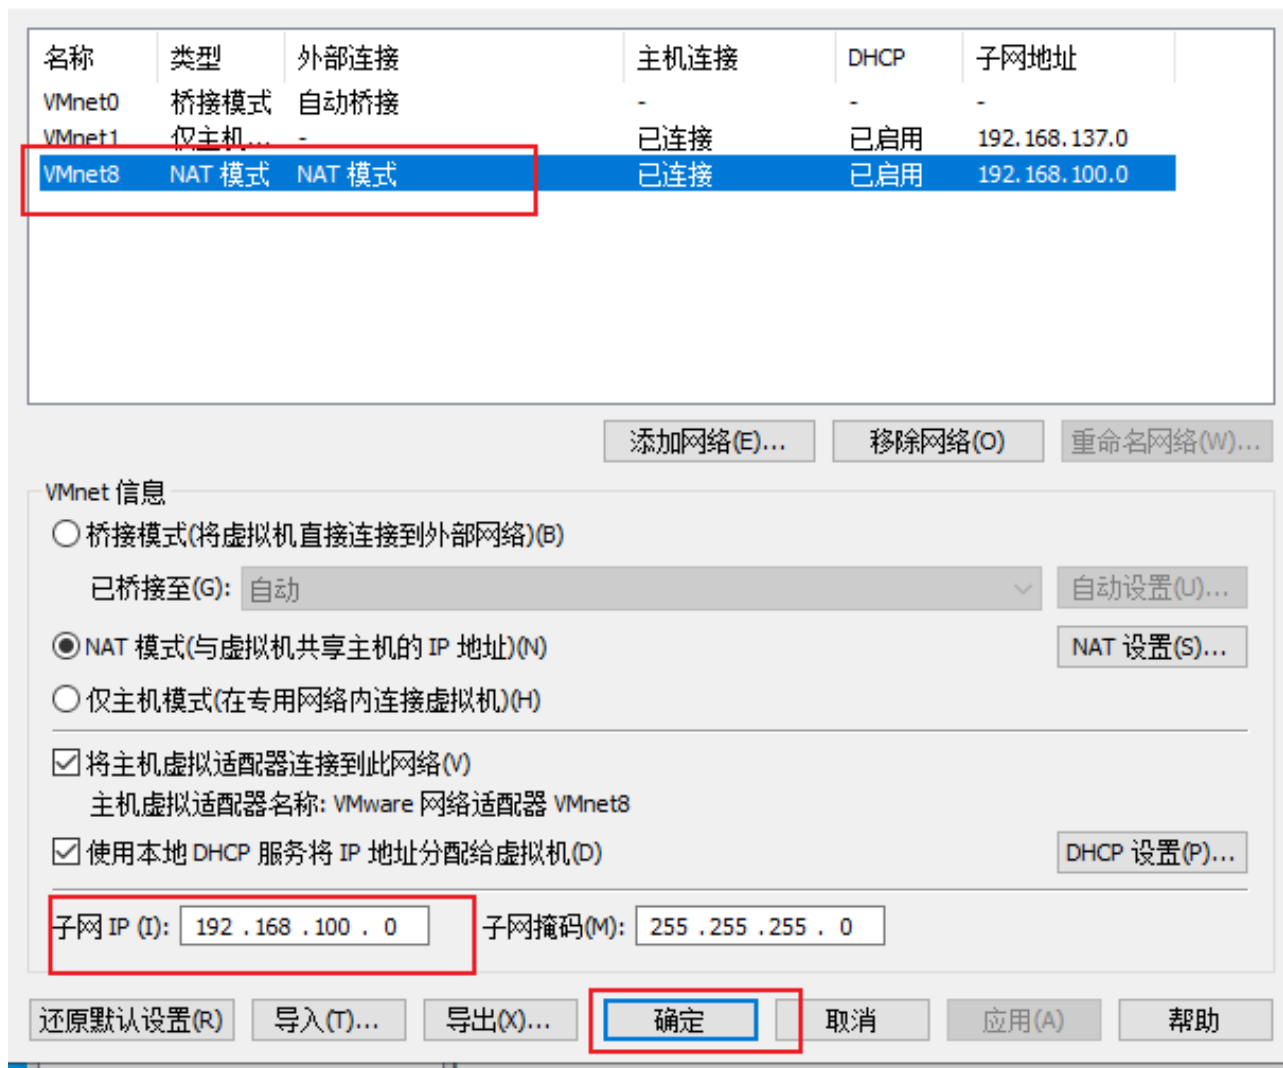 名称 类型 外部连接 主机连接 DHCP 子网地址
VMnet0 桥接模式 自动桥接 - - -
VMnet1 仅主机... - 已连接 已启用 192.168.137.0
VMnet8 NAT 模式 NAT 模式 已连接 已启用 192.168.100.0
添加网络(E)... 移除网络(O) 重命名网络(W)...
VMnet 信息
桥接模式(将虚拟机直接连接到外部网络)(B)
已桥接至(G): 自动 自动设置(U)...
NAT 模式(与虚拟机共享主机的 IP 地址)(N) NAT 设置(S)...
仅主机模式(在专用网络内连接虚拟机)(H)
将主机虚拟适配器连接到此网络(V)
主机虚拟适配器名称: VMware 网络适配器 VMnet8
使用本地 DHCP 服务将 IP 地址分配给虚拟机(D) DHCP 设置(P)...
子网 IP (I): 192 . 168 . 100 . 0 子网掩码(M): 255 . 255 . 255 . 0
还原默认设置(R) 导入(T)... 导出(X)... 确定 取消 应用(A) 帮助